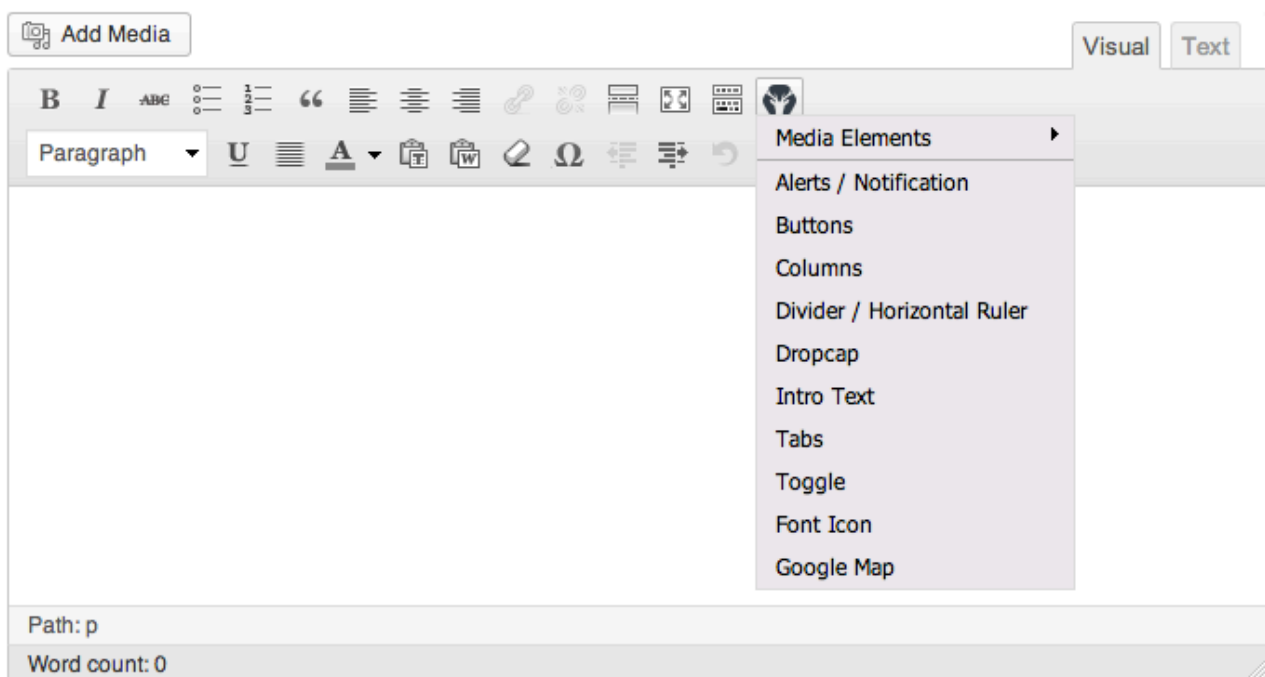 Add Media
Visual Text
B I ABC
Paragraph U A T W Ω
Media Elements
Alerts / Notification
Buttons
Columns
Divider / Horizontal Ruler
Dropcap
Intro Text
Tabs
Toggle
Font Icon
Google Map
Path: p
Word count: 0